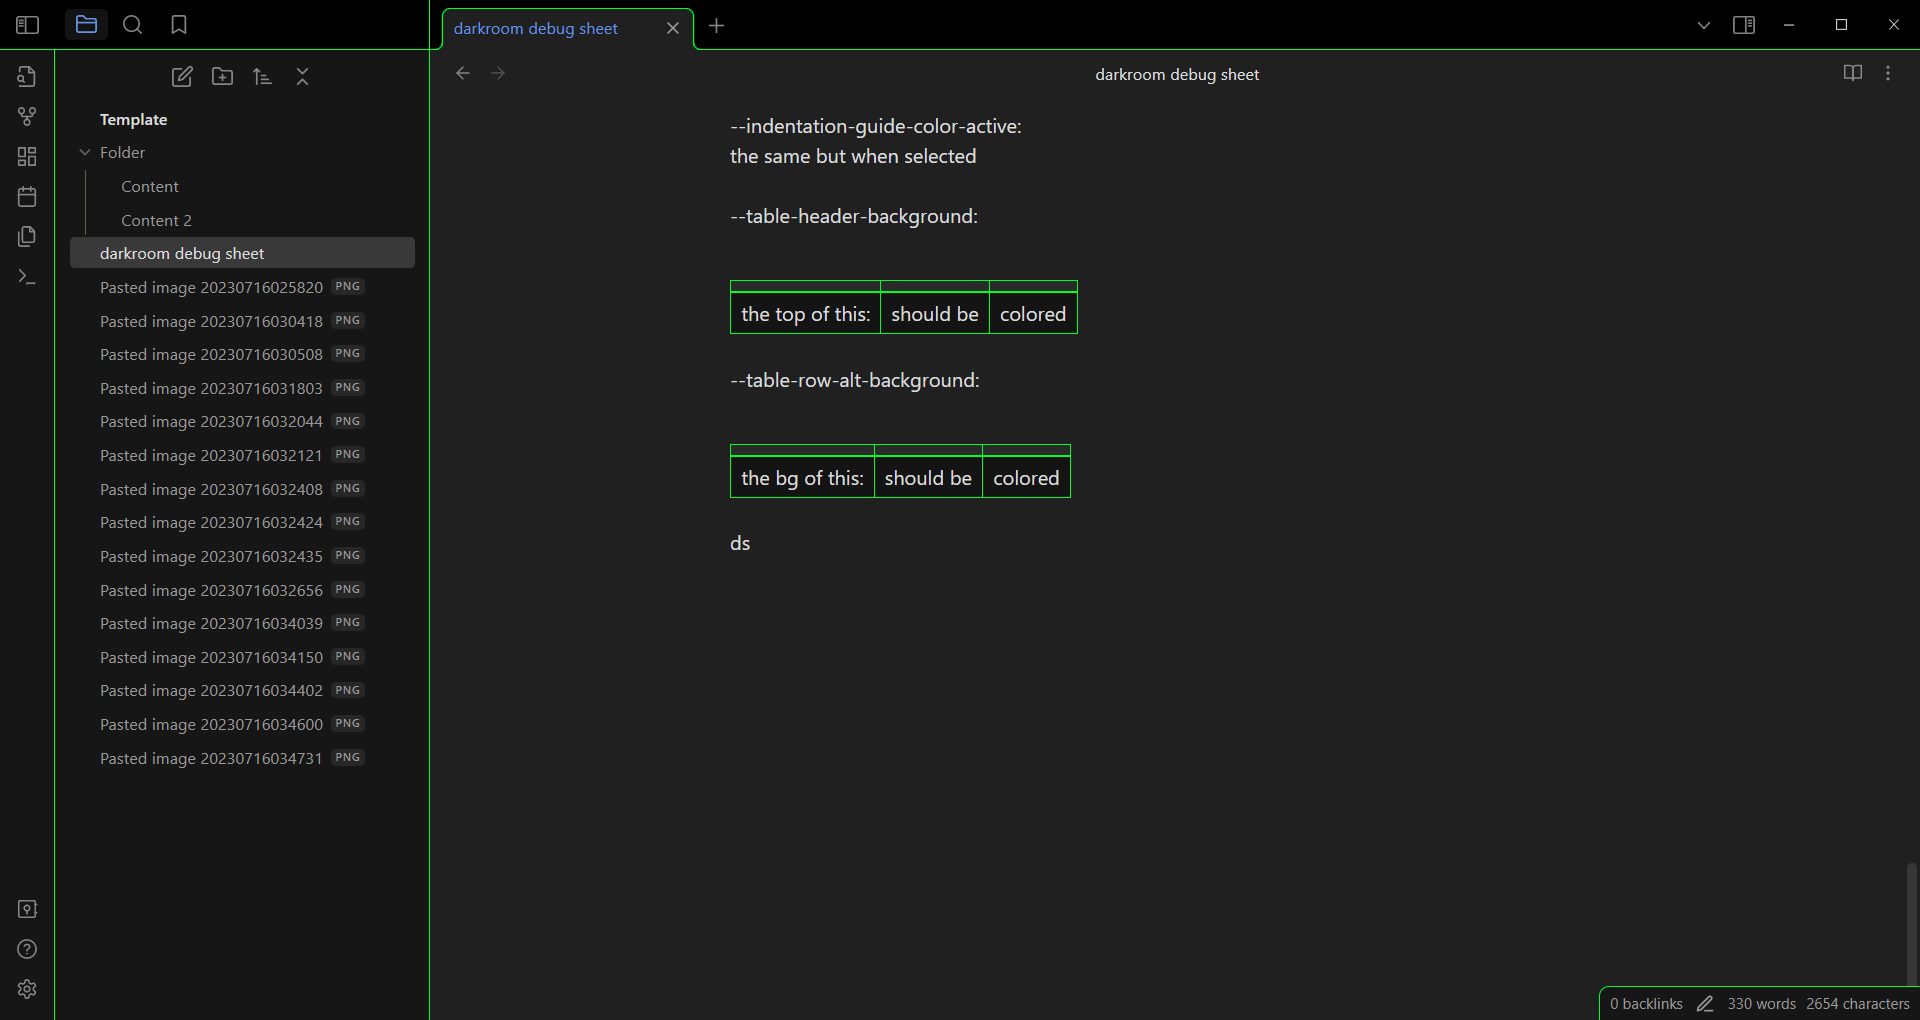 darkroom debug sheet
darkroom debug sheet
Template
Folder
Content
Content 2
darkroom debug sheet
Pasted image 20230716025820 PNG
Pasted image 20230716030418 PNG
Pasted image 20230716030508 PNG
Pasted image 20230716031803 PNG
Pasted image 20230716032044 PNG
Pasted image 20230716032121 PNG
Pasted image 20230716032408 PNG
Pasted image 20230716032424 PNG
Pasted image 20230716032435 PNG
Pasted image 20230716032656 PNG
Pasted image 20230716034039 PNG
Pasted image 20230716034150 PNG
Pasted image 20230716034402 PNG
Pasted image 20230716034600 PNG
Pasted image 20230716034731 PNG
--indentation-guide-color-active:
the same but when selected
--table-header-background:
the top of this: should be colored
--table-row-alt-background:
the bg of this: should be colored
ds
0 backlinks 330 words 2654 characters